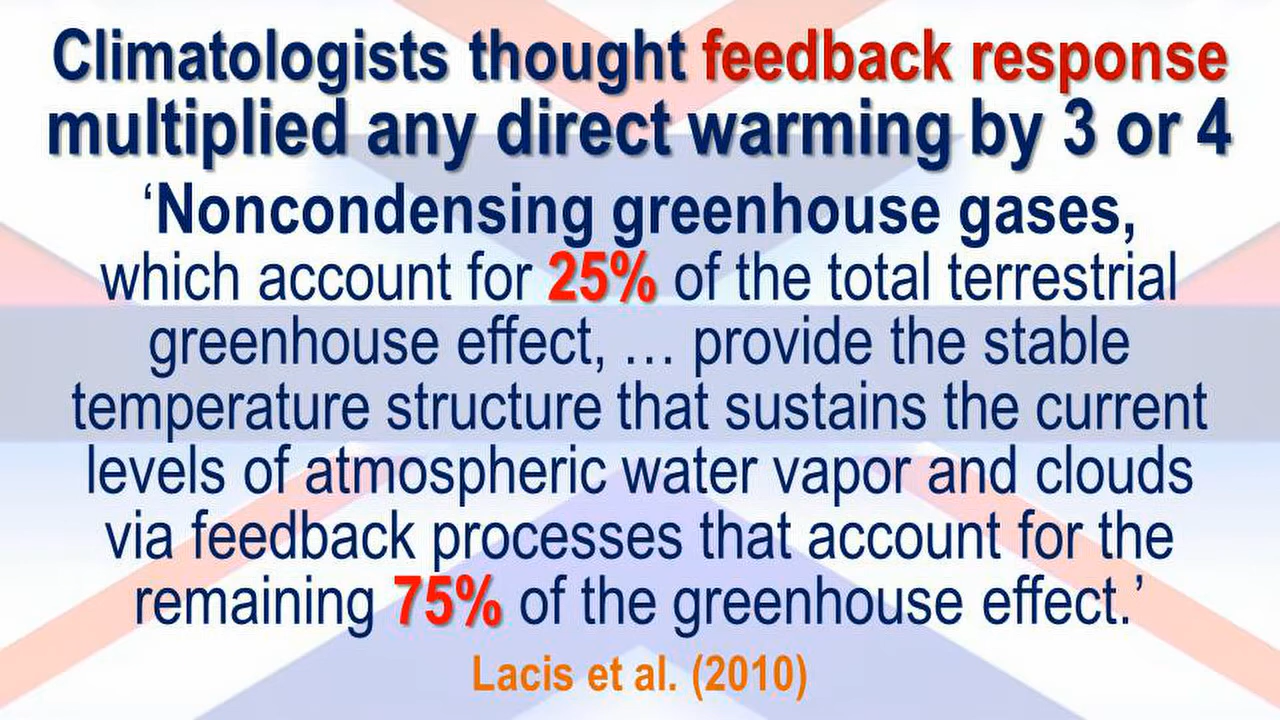 Climatologists thought feedback response
multiplied any direct warming by 3 or 4
‘Noncondensing greenhouse gases,
which account for 25% of the total terrestrial
greenhouse effect, … provide the stable
temperature structure that sustains the current
levels of atmospheric water vapor and clouds
via feedback processes that account for the
remaining 75% of the greenhouse effect.’
Lacis et al. (2010)